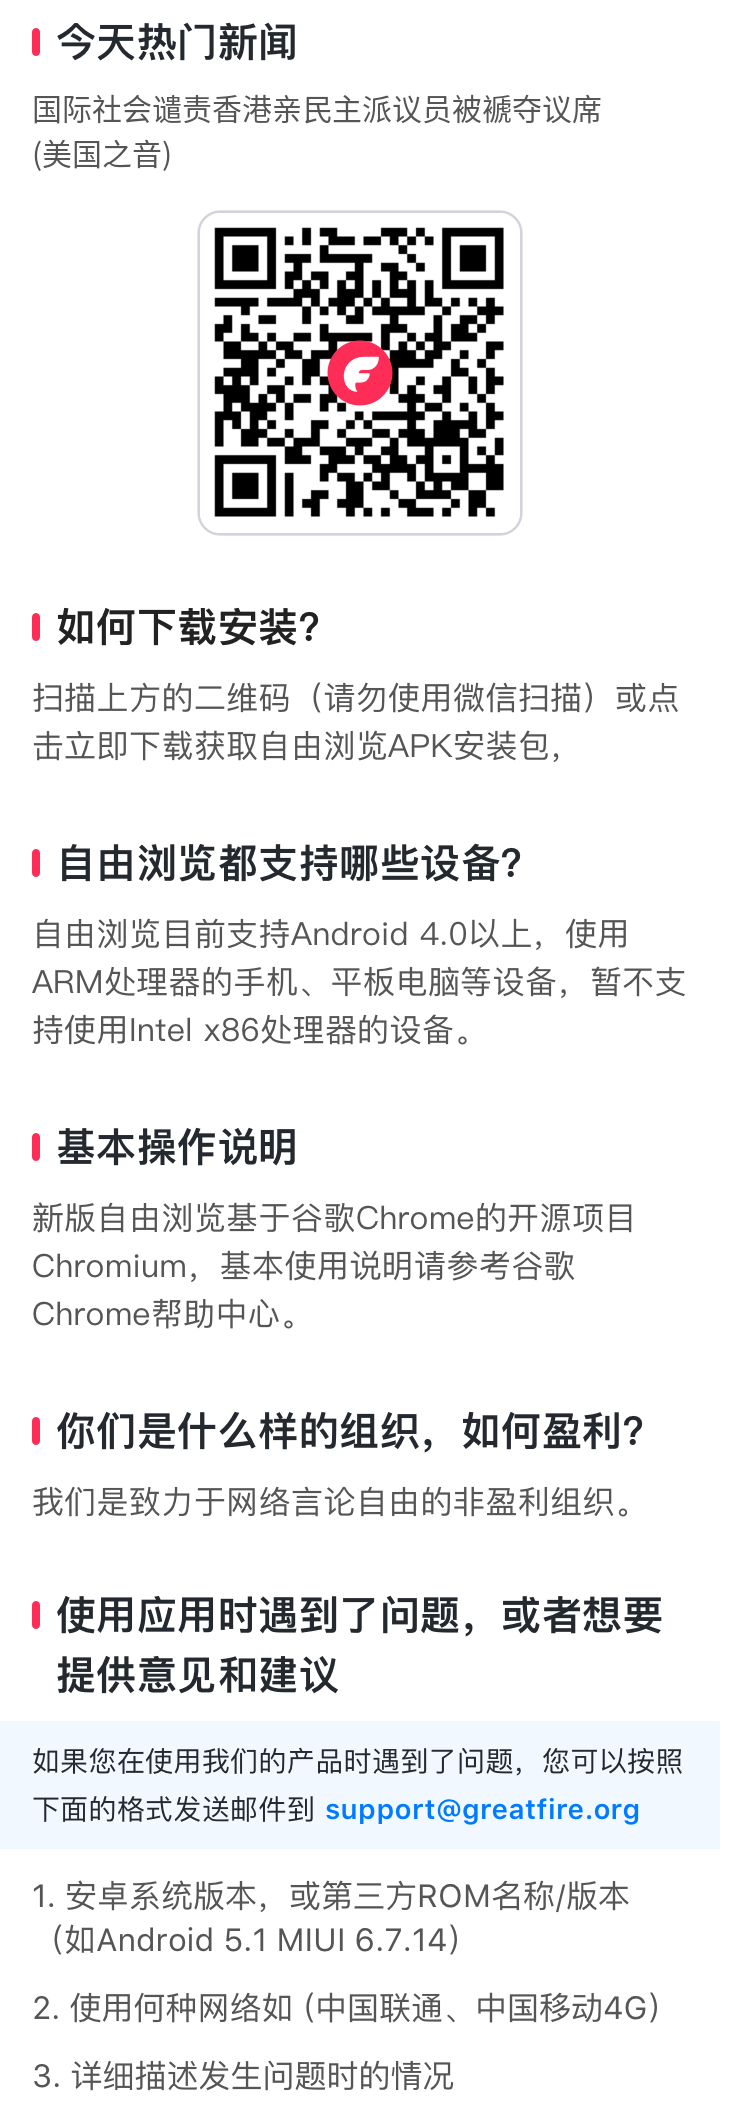 今天热门新闻
国际社会谴责香港亲民主派议员被褫夺议席
(美国之音)
如何下载安装?
扫描上方的二维码（请勿使用微信扫描）或点
击立即下载获取自由浏览APK安装包，
自由浏览都支持哪些设备?
自由浏览目前支持Android 4.0以上，使用
ARM处理器的手机、平板电脑等设备，暂不支
持使用Intel x86处理器的设备。
基本操作说明
新版自由浏览基于谷歌Chrome的开源项目
Chromium，基本使用说明请参考谷歌
Chrome帮助中心。
你们是什么样的组织，如何盈利?
我们是致力于网络言论自由的非盈利组织。
使用应用时遇到了问题，或者想要
提供意见和建议
如果您在使用我们的产品时遇到了问题，您可以按照
下面的格式发送邮件到 support@greatfire.org
1. 安卓系统版本，或第三方ROM名称/版本
（如Android 5.1 MIUI 6.7.14）
2. 使用何种网络如 (中国联通、中国移动4G）
3. 详细描述发生问题时的情况